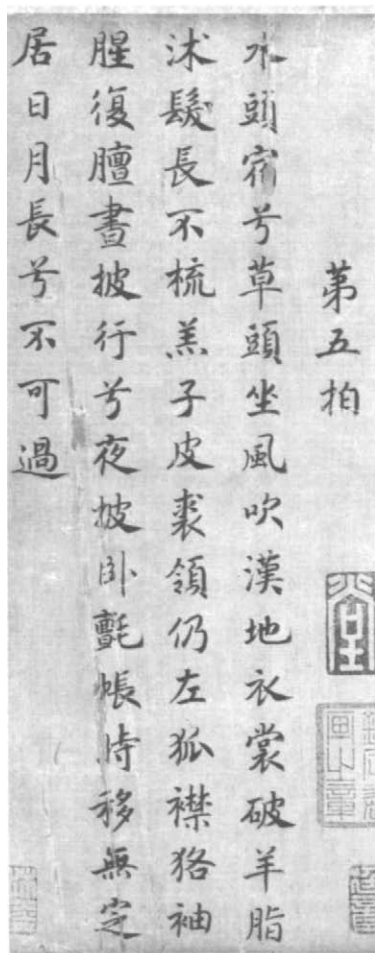 第五拍
水頭宿兮草頭坐風吹漢地衣裳破羊脂
沐髮長不梳羔子皮裘領仍左狐襟狢袖
腥復膻晝披行兮夜披臥氈帳時移無定
居日月長兮不可過